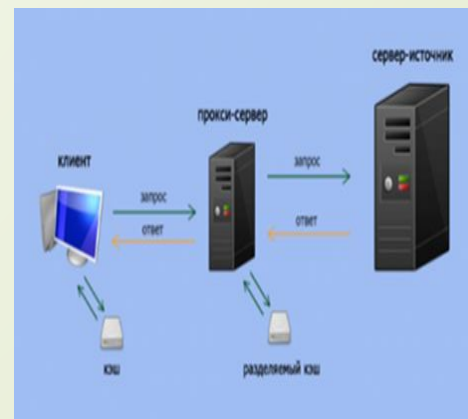 сервер-источник
прокси-сервер
клиент
запрос
запрос
ответ
ответ
кэш
разделяемый кэш